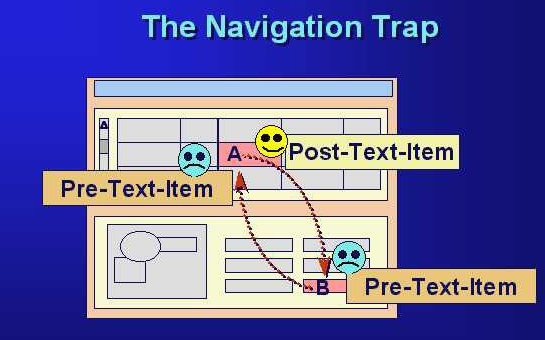 The Navigation Trap
A
A
Post-Text-Item
Pre-Text-Item
B
Pre-Text-Item